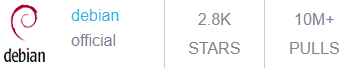 debian
debian
official
2.8K
STARS
10M+
PULLS